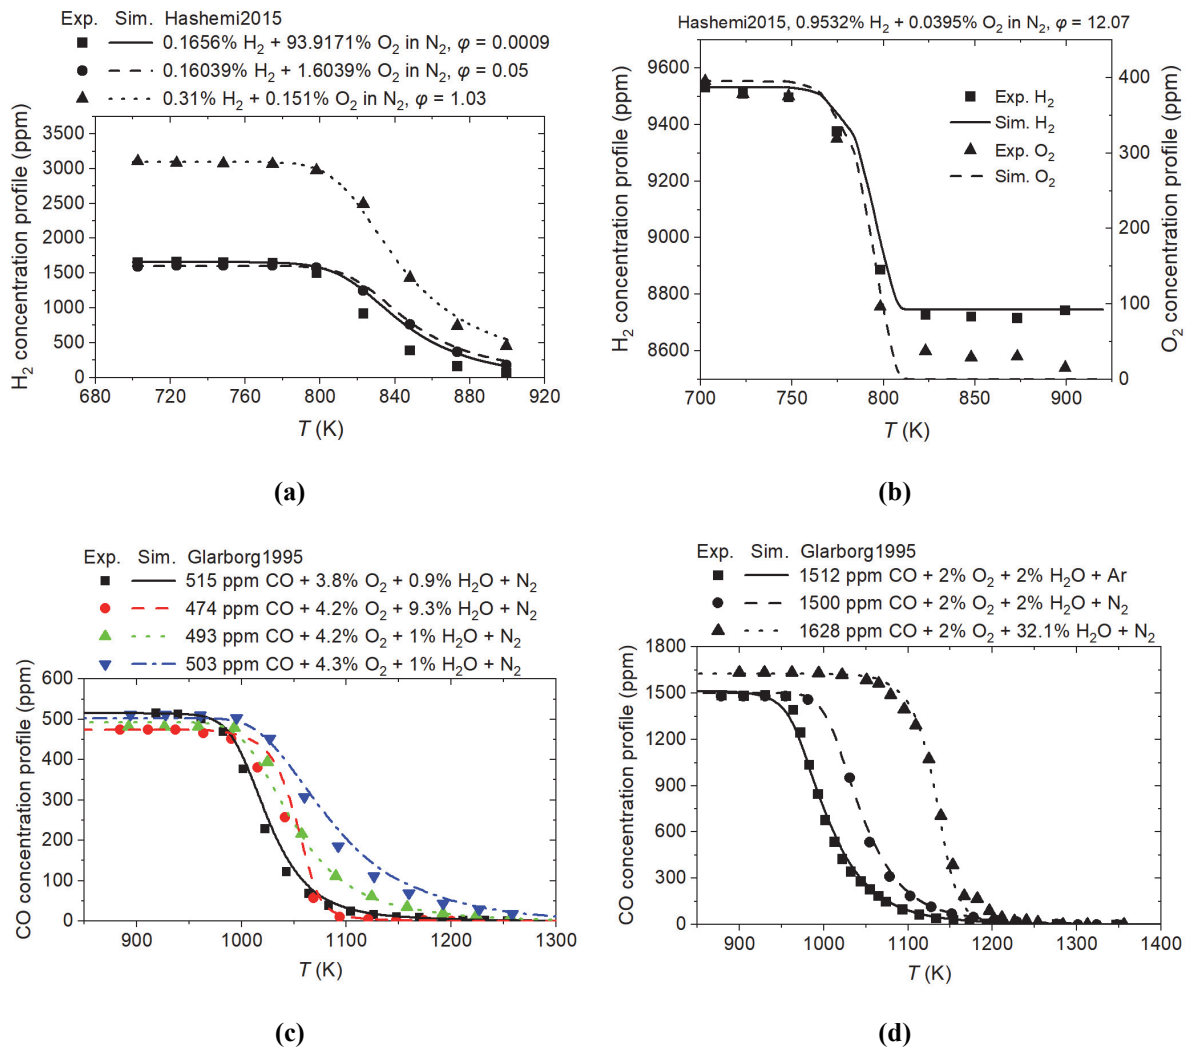 Exp. Sim. Hashemi2015
0.1656% H₂ + 93.9171% O₂ in N₂, φ = 0.0009
0.16039% H₂ + 1.6039% O₂ in N₂, φ = 0.05
0.31% H₂ + 0.151% O₂ in N₂, φ = 1.03
H₂ concentration profile (ppm)
3500
3000
2500
2000
1500
1000
500
0
680 720 760 800 840 880 920
T (K)
(a)
Hashemi2015, 0.9532% H₂ + 0.0395% O₂ in N₂, φ = 12.07
H₂ concentration profile (ppm)
9600
9400
9200
9000
8800
8600
Exp. H₂
Sim. H₂
Exp. O₂
Sim. O₂
400
300
200
100
0
O₂ concentration profile (ppm)
700 750 800 850 900
T (K)
(b)
Exp. Sim. Glarborg1995
515 ppm CO + 3.8% O₂ + 0.9% H₂O + N₂
474 ppm CO + 4.2% O₂ + 9.3% H₂O + N₂
493 ppm CO + 4.2% O₂ + 1% H₂O + N₂
503 ppm CO + 4.3% O₂ + 1% H₂O + N₂
CO concentration profile (ppm)
600
500
400
300
200
100
0
900 1000 1100 1200 1300
T (K)
(c)
Exp. Sim. Glarborg1995
1512 ppm CO + 2% O₂ + 2% H₂O + Ar
1500 ppm CO + 2% O₂ + 2% H₂O + N₂
1628 ppm CO + 2% O₂ + 32.1% H₂O + N₂
CO concentration profile (ppm)
1800
1500
1200
900
600
300
0
900 1000 1100 1200 1300 1400
T (K)
(d)